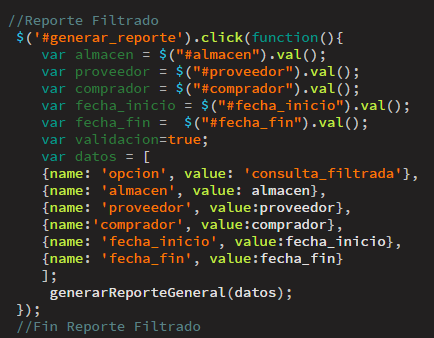 //Reporte Filtrado
$('#generar_reporte').click(function(){
var almacen = $("#almacen").val();
var proveedor = $("#proveedor").val();
var comprador = $("#comprador").val();
var fecha_inicio = $("#fecha_inicio").val();
var fecha_fin =  $("#fecha_fin").val();
var validacion=true;
var datos = [
{name: 'opcion', value: 'consulta_filtrada'},
{name: 'almacen', value: almacen},
{name: 'proveedor', value:proveedor},
{name:'comprador', value:comprador},
{name: 'fecha_inicio', value:fecha_inicio},
{name: 'fecha_fin', value:fecha_fin}
];
generarReporteGeneral(datos);
});
//Fin Reporte Filtrado